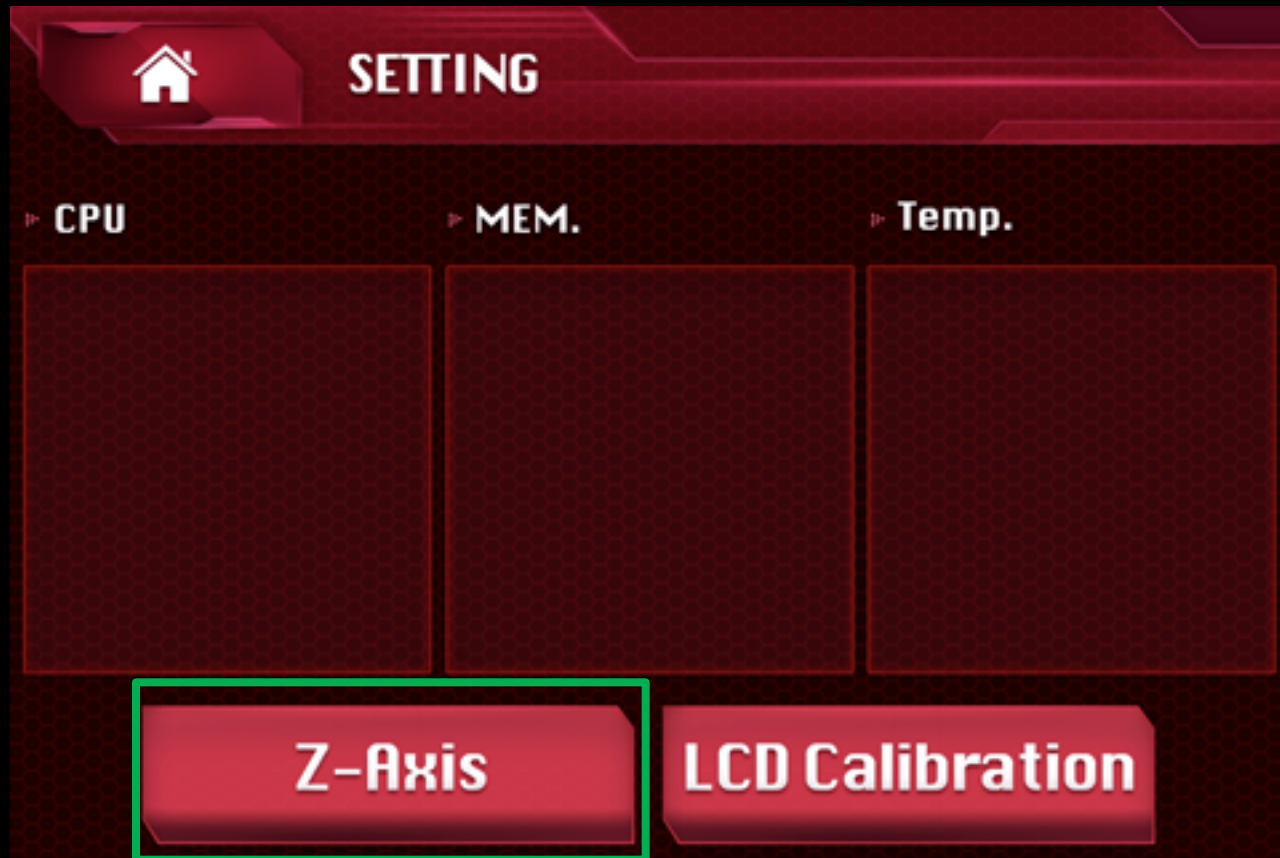 SETTING
CPU
MEM.
Temp.
Z-Axis
LCD Calibration